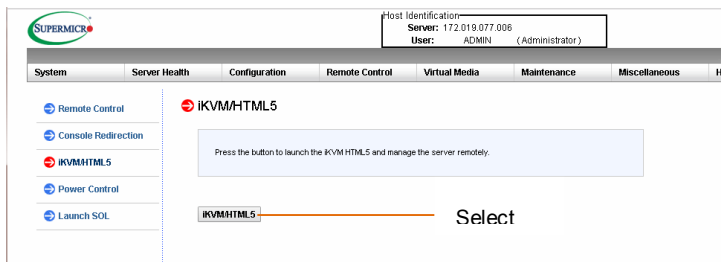 SUPERMICR
Host Identification
Server: 172.019.077.006
User: ADMIN (Administrator)
System Server Health Configuration Remote Control Virtual Media Maintenance Miscellaneous H
Remote Control
Console Redirection
iKVM/HTML5
Power Control
Launch SOL
iKVM/HTML5
Press the button to launch the iKVM HTML5 and manage the server remotely.
iKVM/HTML5
Select